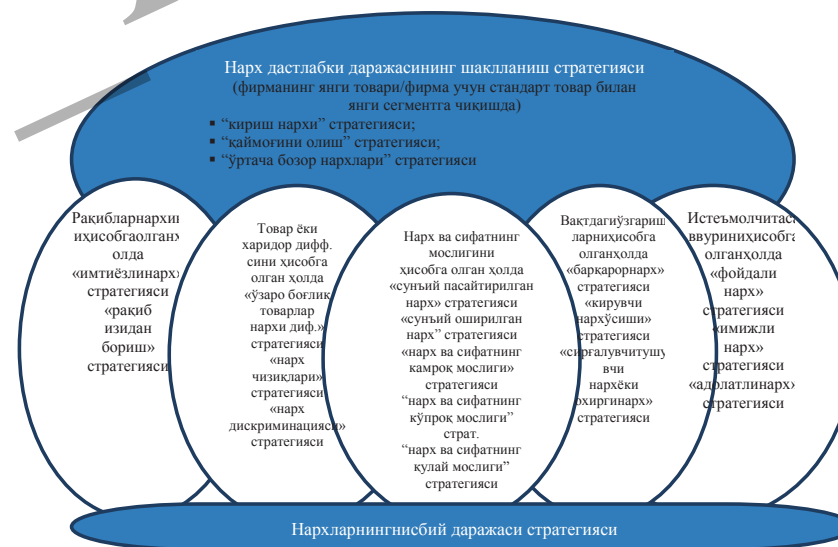 Нарх дастлабки даражасининг шаклланиш стратегияси
(фирманинг янги товари/фирма учун стандарт товар билан
янги сегментга чиқишда)
▪ “кириш нархи” стратегияси;
▪ “қаймоғини олиш” стратегияси;
▪ “ўртача бозор нархлари” стратегияси
Рақибларнархин
иҳисобгаолганҳ
олда
«имтиёзлинарх»
стратегияси
«рақиб
изидан
бориш»
стратегияси
Товар ёки
харидор дифф.
сини ҳисобга
олган ҳолда
«ўзаро боғлиқ
товарлар
нархи диф.»
стратегияси
«нарх
чизиқлари»
стратегияси
«нарх
дискриминацияси»
стратегияси
Нарх ва сифатнинг
мослигини
ҳисобга олган ҳолда
«сунъий пасайтирилган
нарх» стратегияси
«сунъий оширилган
нарх” стратегияси
«нарх ва сифатнинг
камроқ мослиги»
стратегияси
“нарх ва сифатнинг
кўпроқ мослиги”
страт.
“нарх ва сифатнинг
қулай мослиги”
стратегияси
Вақтдагиўзгариш
ларниҳисобга
олганҳолда
«барқарорнарх»
стратегияси
«кирувчи
нархўсиши»
стратегияси
«сирғалувчитушу
вчи
нархёки
охиргинарх»
стратегияси
Истеъмолчитаса
ввуриниҳисобга
олганҳолда
«фойдали
нарх»
стратегияси
«имижли
нарх»
стратегияси
«адолатлинарх»
стратегияси
Нархларнингнисбий даражаси стратегияси